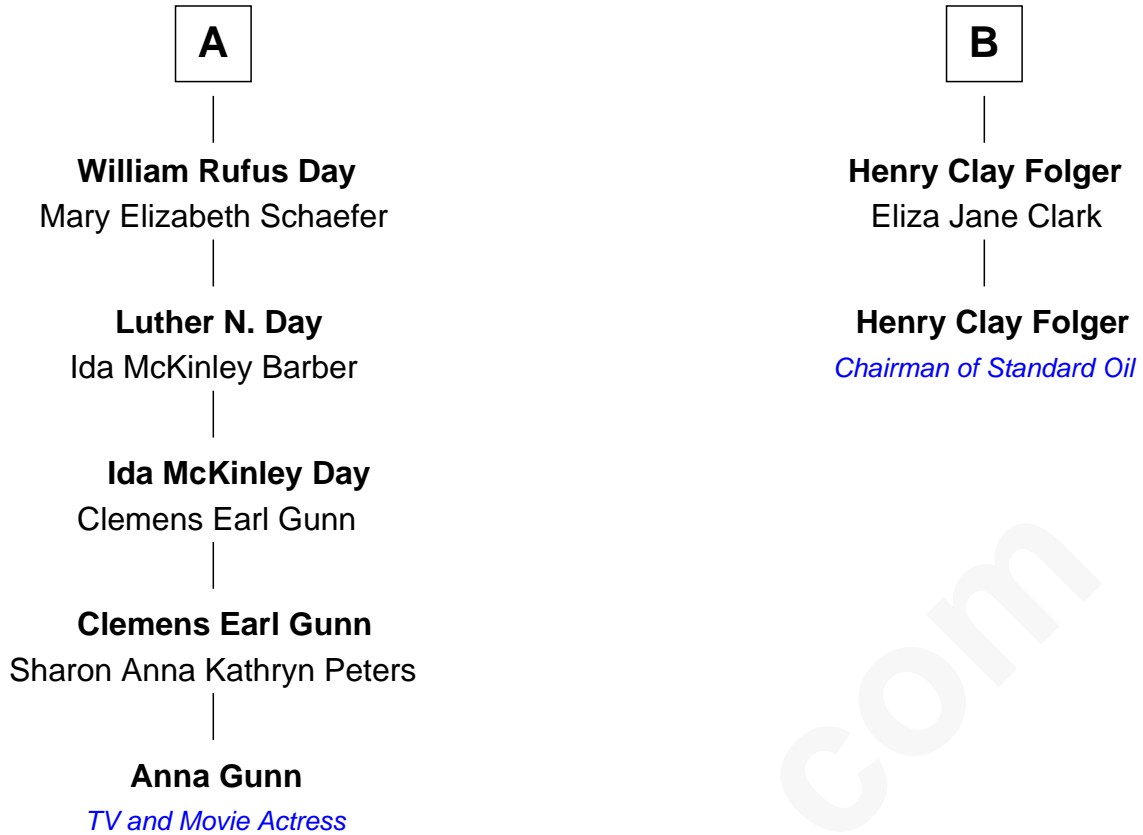 A
William Rufus Day
Mary Elizabeth Schaefer
Luther N. Day
Ida McKinley Barber
Ida McKinley Day
Clemens Earl Gunn
Clemens Earl Gunn
Sharon Anna Kathryn Peters
Anna Gunn
TV and Movie Actress
B
Henry Clay Folger
Eliza Jane Clark
Henry Clay Folger
Chairman of Standard Oil
com